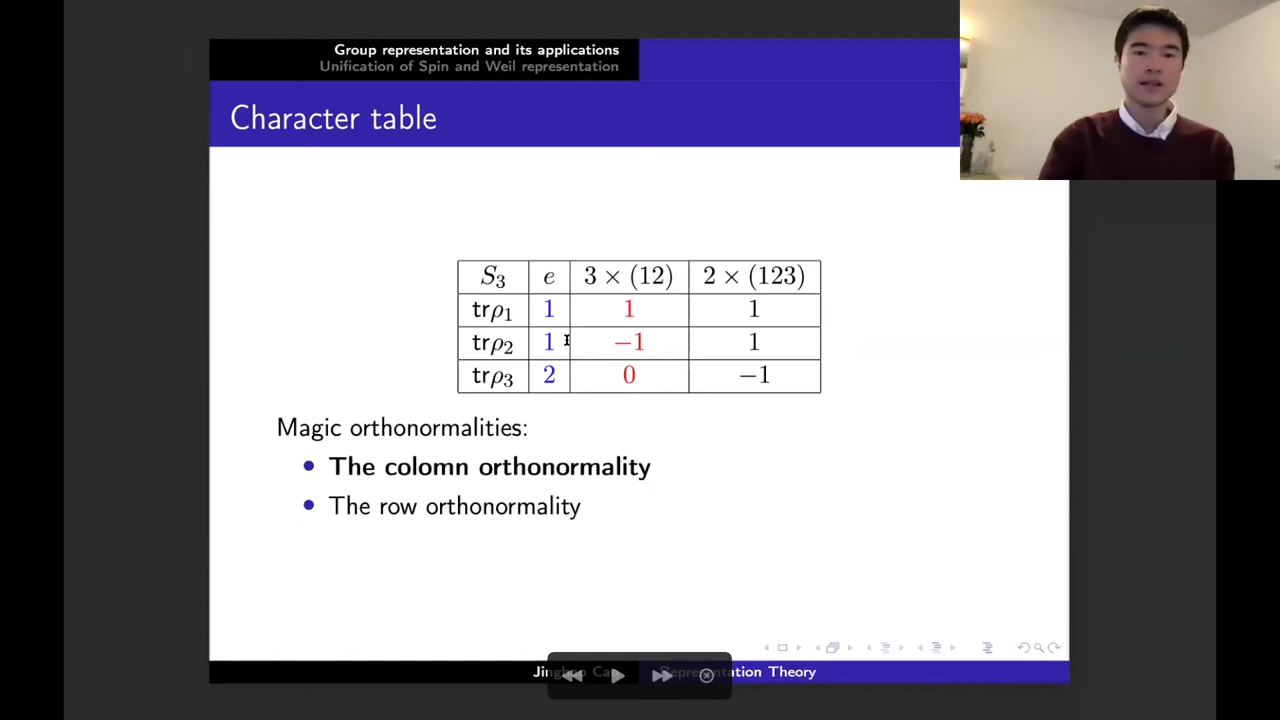 Group representation and its applications
Unification of Spin and Weil representation
Character table
S₃ e 3 × (12) 2 × (123)
trρ₁ 1 1 1
trρ₂ 1 −1 1
trρ₃ 2 0 −1
Magic orthonormalities:
• The colomn orthonormality
• The row orthonormality
Representation Theory